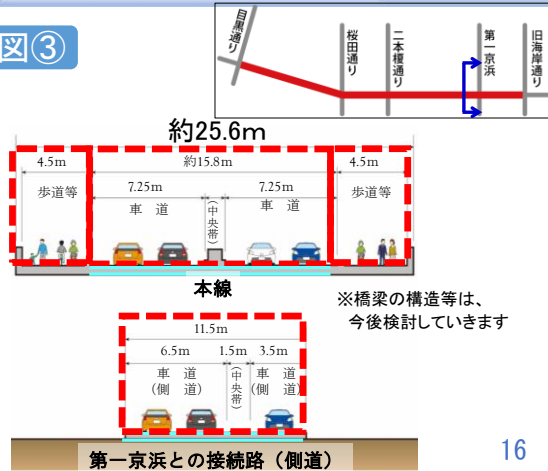 図③
目黒通り
桜田通り
二本榎通り
第一京浜
旧海岸通り
約25.6m
4.5m
約15.8m
4.5m
7.25m
7.25m
歩道等
車 道
(中央帯)
車 道
歩道等
本線
※橋梁の構造等は、
今後検討していきます
11.5m
6.5m
1.5m
3.5m
車 道
(側 道)
(中央帯)
車 道
(側 道)
第一京浜との接続路（側道）
16